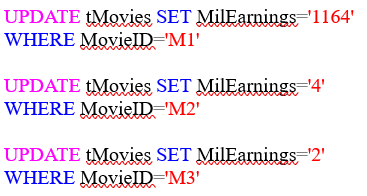 UPDATE tMovies SET MilEarnings='1164'
WHERE MovieID='M1'
UPDATE tMovies SET MilEarnings='4'
WHERE MovieID='M2'
UPDATE tMovies SET MilEarnings='2'
WHERE MovieID='M3'